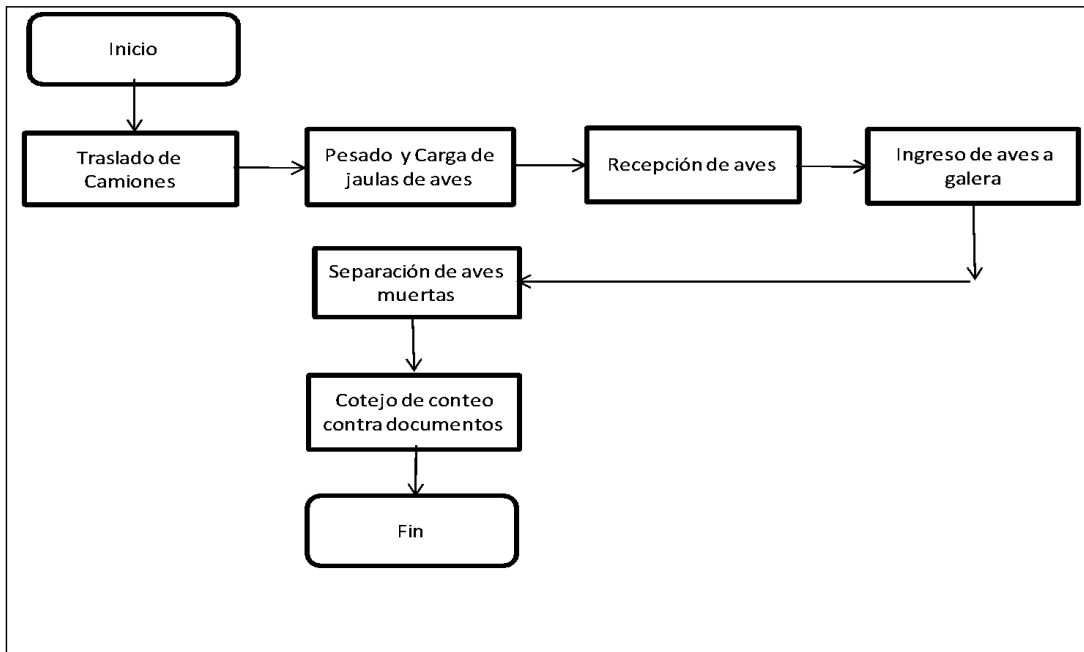 Inicio
Traslado de
Camiones
Pesado y Carga de
jaulas de aves
Recepción de aves
Ingreso de aves a
galera
Separación de aves
muertas
Cotejo de conteo
contra documentos
Fin